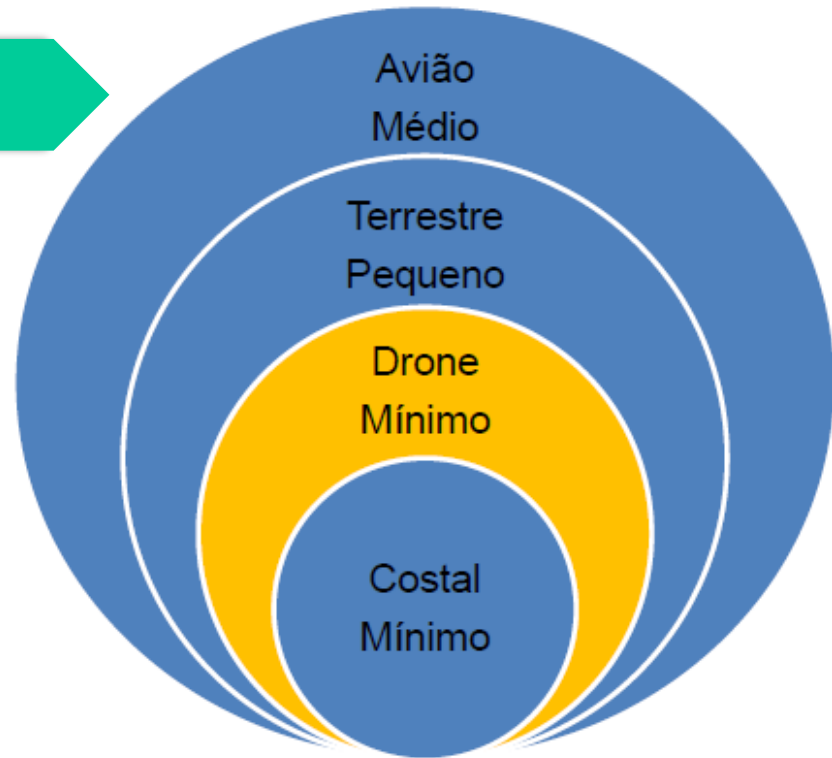 Avião
Médio
Terrestre
Pequeno
Drone
Mínimo
Costal
Mínimo